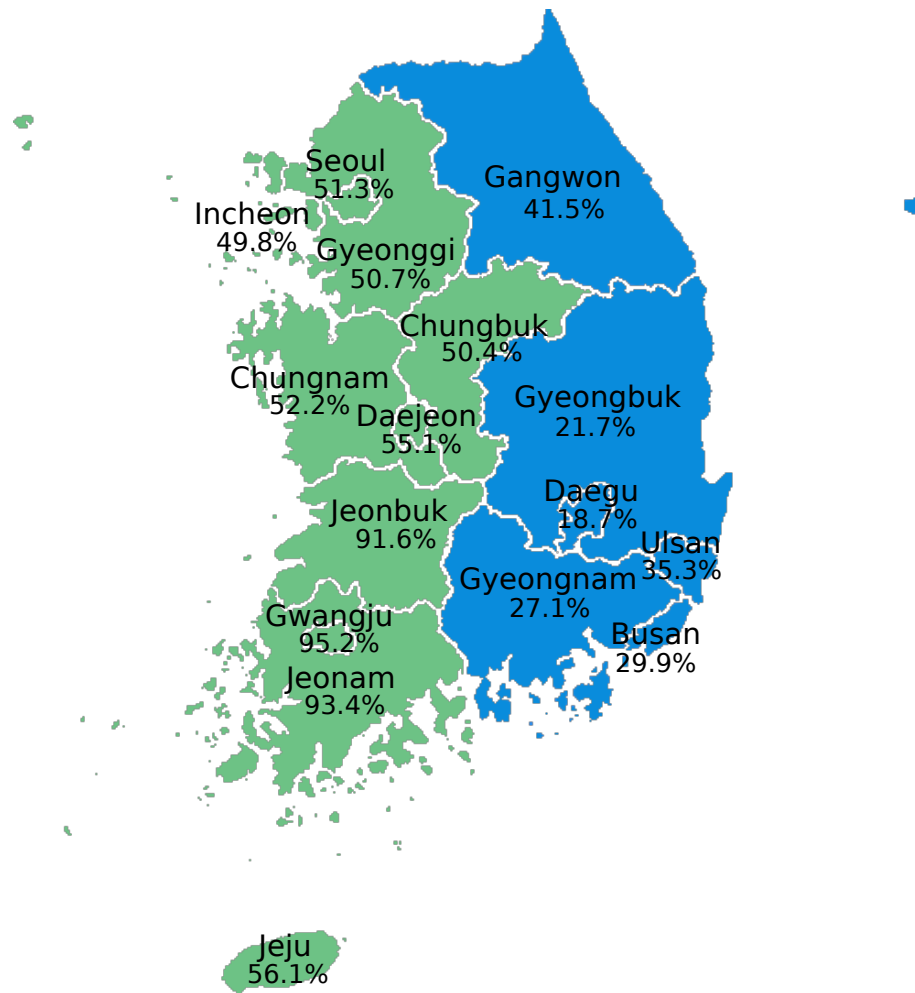 Seoul
51.3%
Gangwon
41.5%
Incheon
49.8%
Gyeonggi
50.7%
Chungbuk
50.4%
Chungnam
52.2%
Gyeongbuk
21.7%
Daejeon
55.1%
Daegu
18.7%
Jeonbuk
91.6%
Ulsan
35.3%
Gyeongnam
27.1%
Gwangju
95.2%
Busan
29.9%
Jeonam
93.4%
Jeju
56.1%